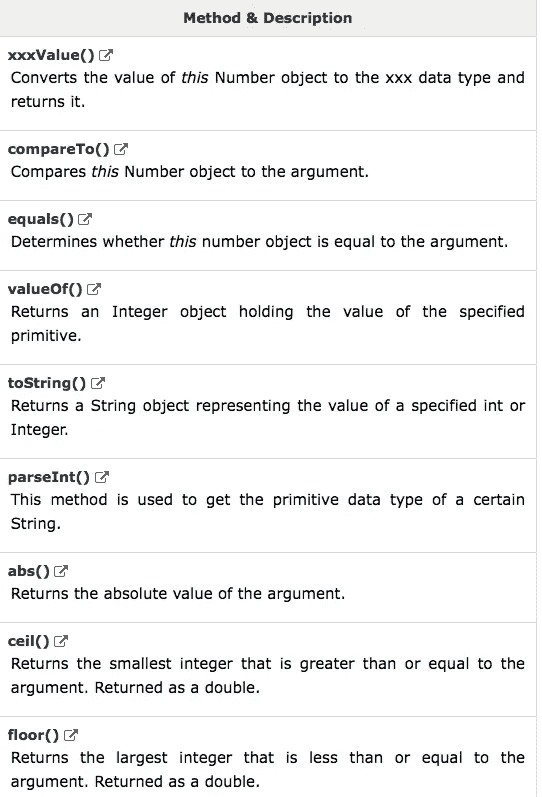 Method & Description
xxxValue()
Converts the value of this Number object to the xxx data type and
returns it.
compareTo()
Compares this Number object to the argument.
equals()
Determines whether this number object is equal to the argument.
valueOf()
Returns an Integer object holding the value of the specified
primitive.
toString()
Returns a String object representing the value of a specified int or
Integer.
parseInt()
This method is used to get the primitive data type of a certain
String.
abs()
Returns the absolute value of the argument.
ceil()
Returns the smallest integer that is greater than or equal to the
argument. Returned as a double.
floor()
Returns the largest integer that is less than or equal to the
argument. Returned as a double.